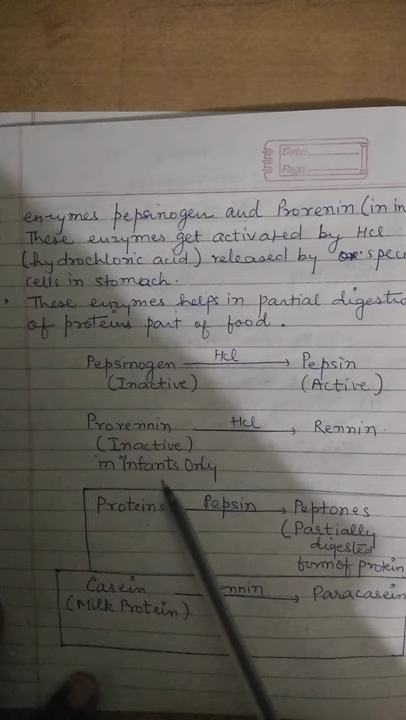 Date:
Page:
enzymes pepsinogen and Prorenin (in in
These enzymes get activated by Hcl
(hydrochloric acid) released by spec
cells in stomach.
These enzymes helps in partial digestio
of proteins part of food.
Pepsinogen Hcl → Pepsin
(Inactive) (Active)
Prorennin Hcl → Rennin
(Inactive)
in Infants Only
Proteins Pepsin → Peptones
(Partially
digested
form of protein
Casein nnin → Paracasein
(Milk Protein)